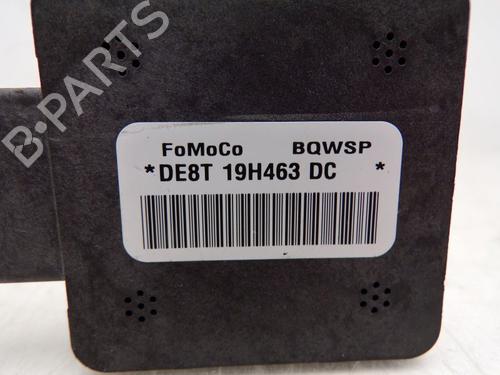 B-PARTS
FoMoCo BQWSP
*DE8T 19H463 DC *